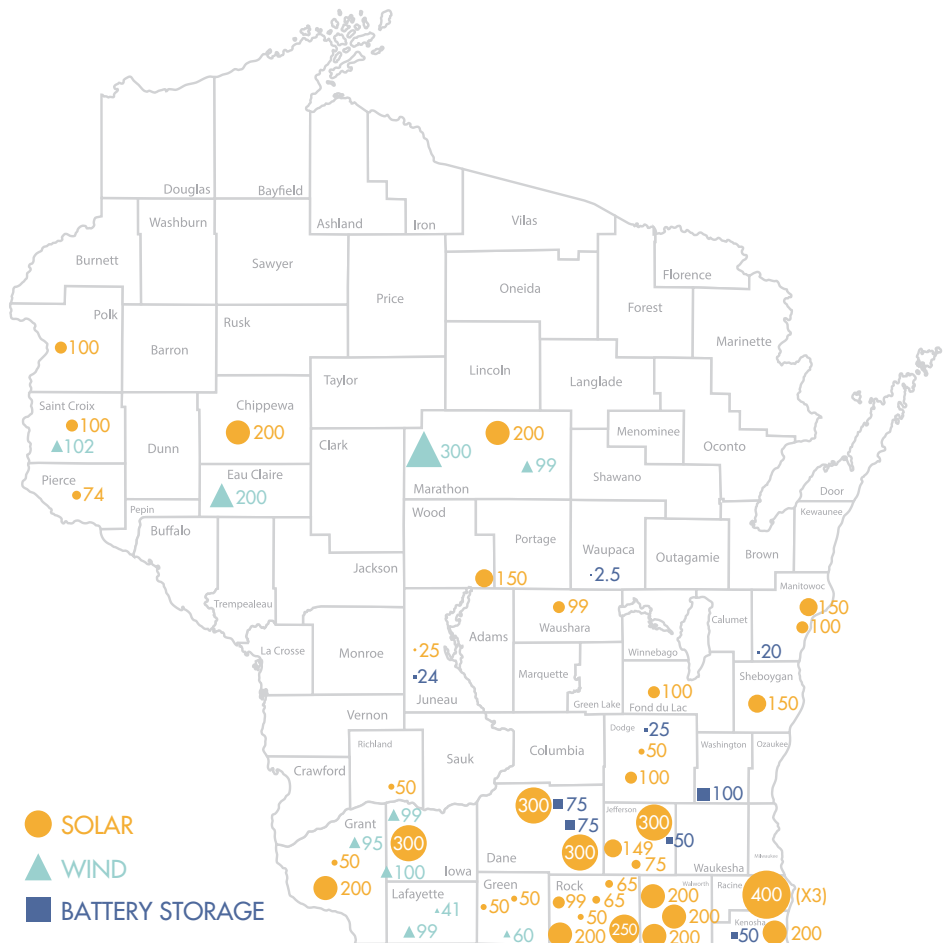 Douglas
Bayfield
Ashland
Iron
Vilas
Washburn
Burnett
Sawyer
Florence
Oneida
Price
Forest
Polk
Rusk
Marinette
100
Barron
Lincoln
Taylor
Langlade
Saint Croix
Chippewa
100
200
200
Menominee
102
Dunn
Clark
300
Oconto
99
Eau Claire
Shawano
Pierce
74
200
Marathon
Door
Pepin
Wood
Kewaunee
Buffalo
Portage
Waupaca
Outagamie
Brown
Jackson
150
2.5
Manitowoc
Trempealeau
99
150
Calumet
100
Waushara
Adams
La Crosse
Monroe
25
Winnebago
20
24
Marquette
Sheboygan
Juneau
100
Green Lake
Fond du Lac
150
Vernon
Dodge
25
Richland
Columbia
50
Washington
Ozaukee
Sauk
Crawford
100
50
100
300
75
Jefferson
SOLAR
99
Grant
75
300
95
300
149
50
50
Dane
300
75
Waukesha
Milwaukee
WIND
100
Iowa
200
Lafayette
Green
50
50
Rock
65
99
65
Walworth
200
Racine
400
(X3)
BATTERY STORAGE
41
50
200
Kenosha
99
60
200
250
200
50
200